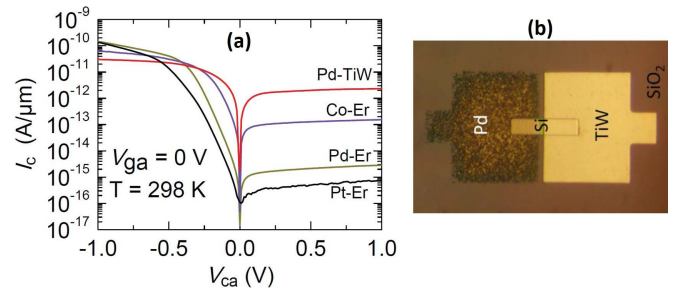 (a)
(b)
10⁻⁹
10⁻¹⁰
10⁻¹¹
10⁻¹²
10⁻¹³
10⁻¹⁴
10⁻¹⁵
10⁻¹⁶
10⁻¹⁷
I_c (A/μm)
Pd-TiW
Co-Er
Pd-Er
Pt-Er
V_ga = 0 V
T = 298 K
-1.0 -0.5 0.0 0.5 1.0
V_ca (V)
Pd
Si
TiW
SiO₂